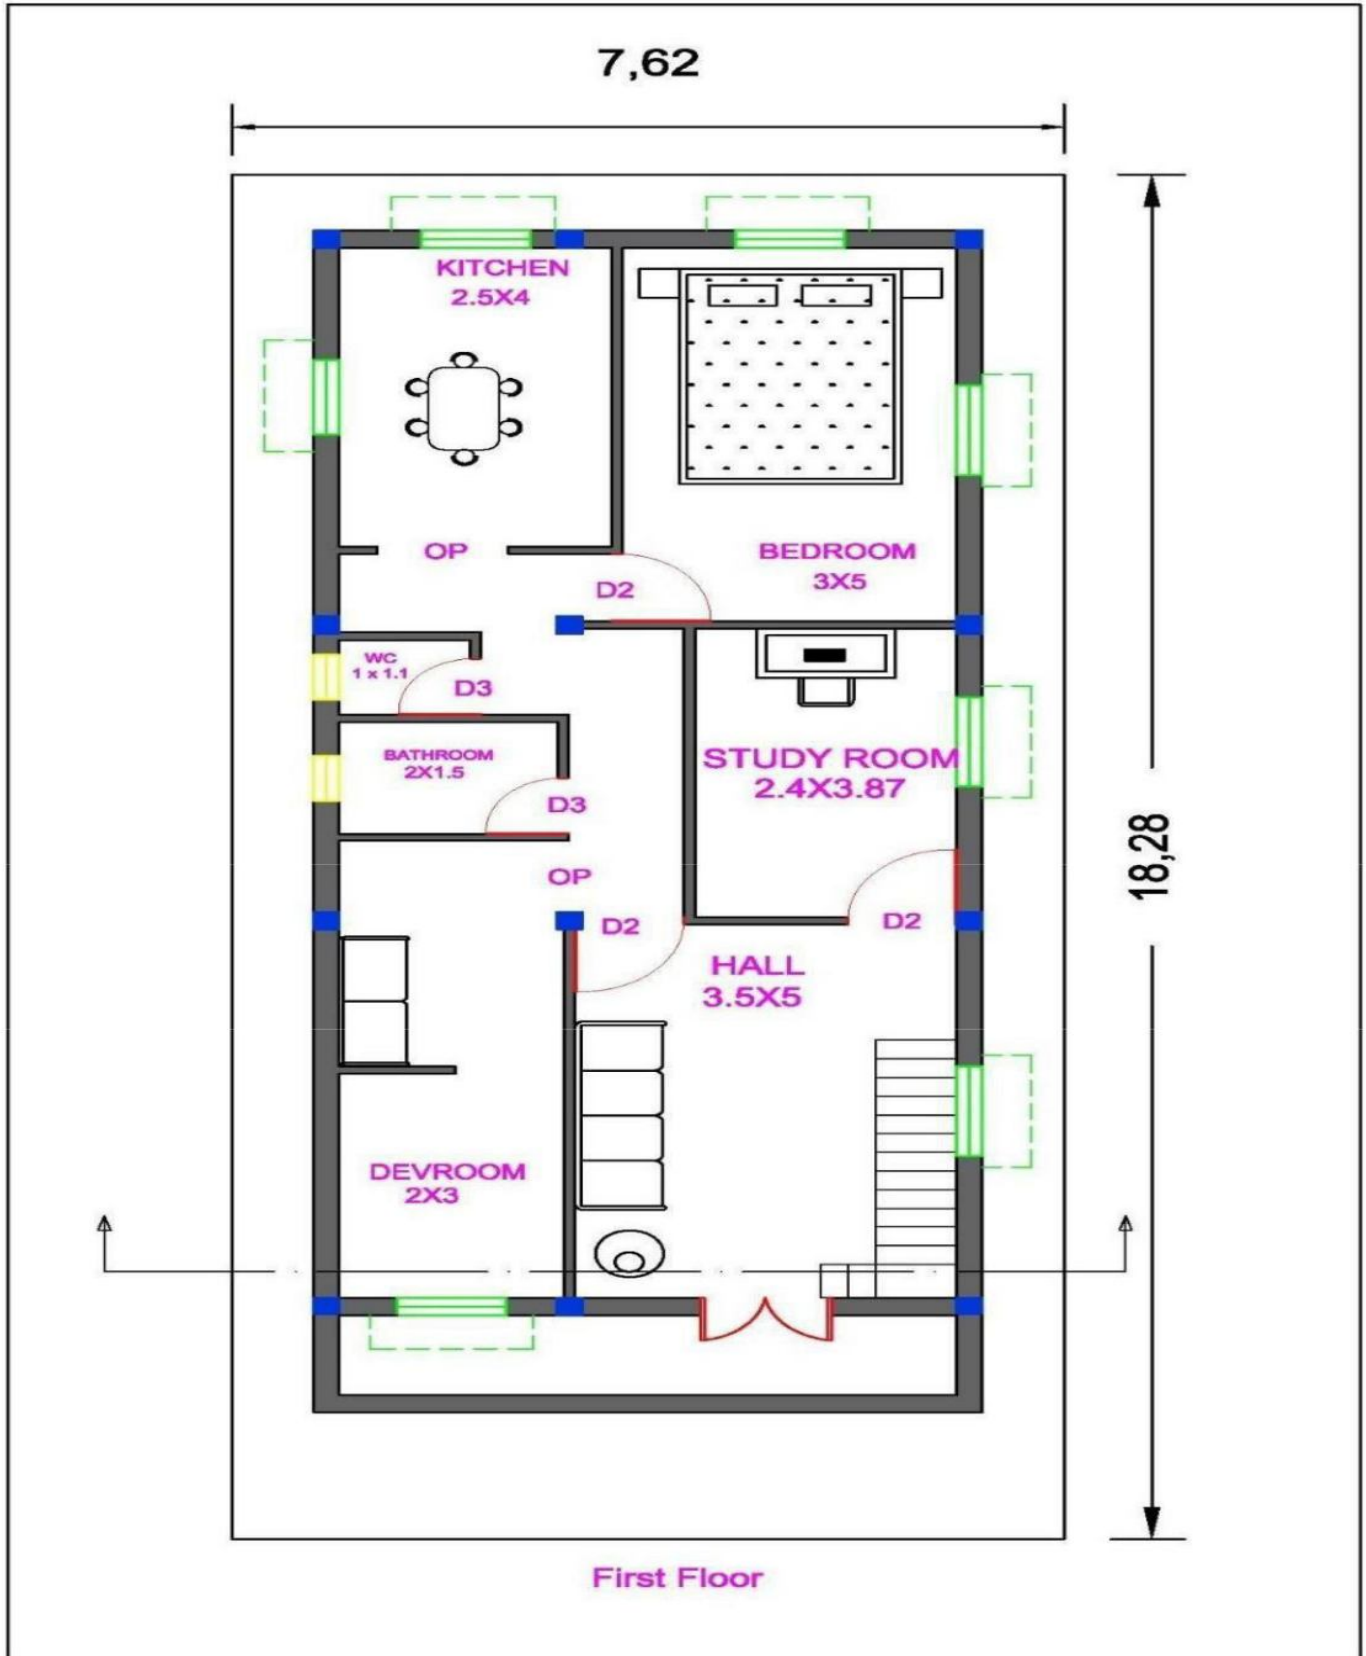 7,62
KITCHEN
2.5X4
OP
BEDROOM
3X5
D2
WC
1 x 1.1
D3
BATHROOM
2X1.5
D3
STUDY ROOM
2.4X3.87
18,28
OP
D2
D2
HALL
3.5X5
DEVROOM
2X3
First Floor